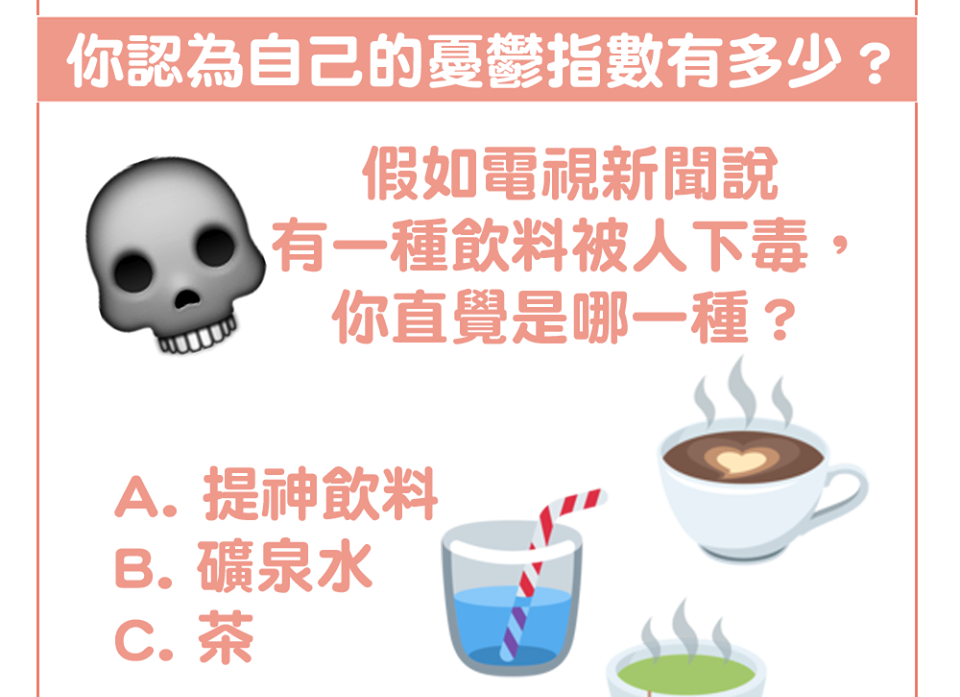 你認為自己的憂鬱指數有多少？
假如電視新聞說
有一種飲料被人下毒，
你直覺是哪一種？
A. 提神飲料
B. 礦泉水
C. 茶